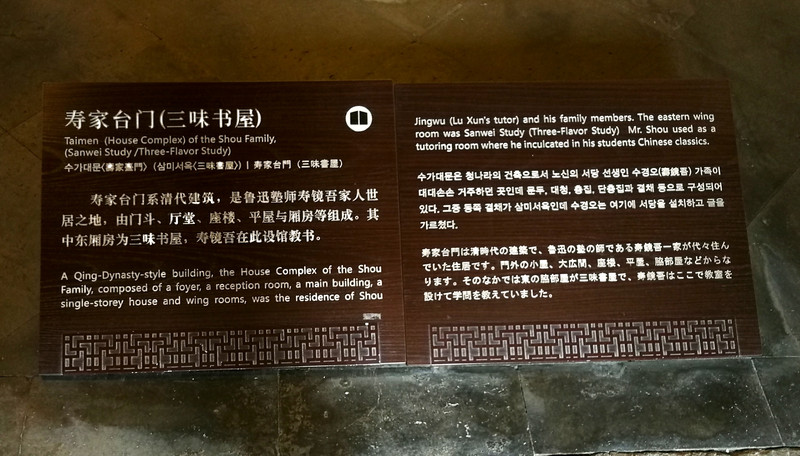 寿家台门(三味书屋)
Taimen (House Complex) of the Shou Family,
(Sanwei Study /Three-Flavor Study)
수가대문(壽家臺門) (삼미서옥(三味書屋)) | 寿家台門 (三味書屋)
寿家台门系清代建筑，是鲁迅塾师寿镜吾家人世
居之地，由门斗、厅堂、座楼、平屋与厢房等组成。其
中东厢房为三味书屋，寿镜吾在此设馆教书。
A Qing-Dynasty-style building, the House Complex of the Shou
Family, composed of a foyer, a reception room, a main building, a
single-storey house and wing rooms, was the residence of Shou
Jingwu (Lu Xun's tutor) and his family members. The eastern wing
room was Sanwei Study (Three-Flavor Study) Mr. Shou used as a
tutoring room where he inculcated in his students Chinese classics.
수가대문은 청나라의 건축으로서 노신의 서당 선생인 수경오(壽鏡吾) 가족이
대대손손 거주하던 곳인데 문두, 대청, 층집, 단층집과 결채 등으로 구성되어
있다. 그중 동쪽 결채가 삼미서옥인데 수경오는 여기에 서당을 설치하고 글을
가르쳤다.
寿家台門は清時代の建築で、魯迅の塾の師である寿鏡吾一家が代々住ん
でいた住居です。門外の小屋、大広間、座楼、平屋、脇部屋などからな
ります。そのなかでは東の脇部屋が三味書屋で、寿鏡吾はここで教室を
設けて学問を教えていました。